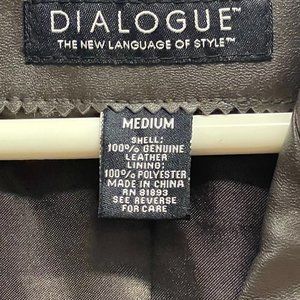 DIALOGUE™
THE NEW LANGUAGE OF STYLE™
MEDIUM
SHELL:
100% GENUINE
LEATHER
LINING:
100% POLYESTER
MADE IN CHINA
RN 81893
SEE REVERSE
FOR CARE